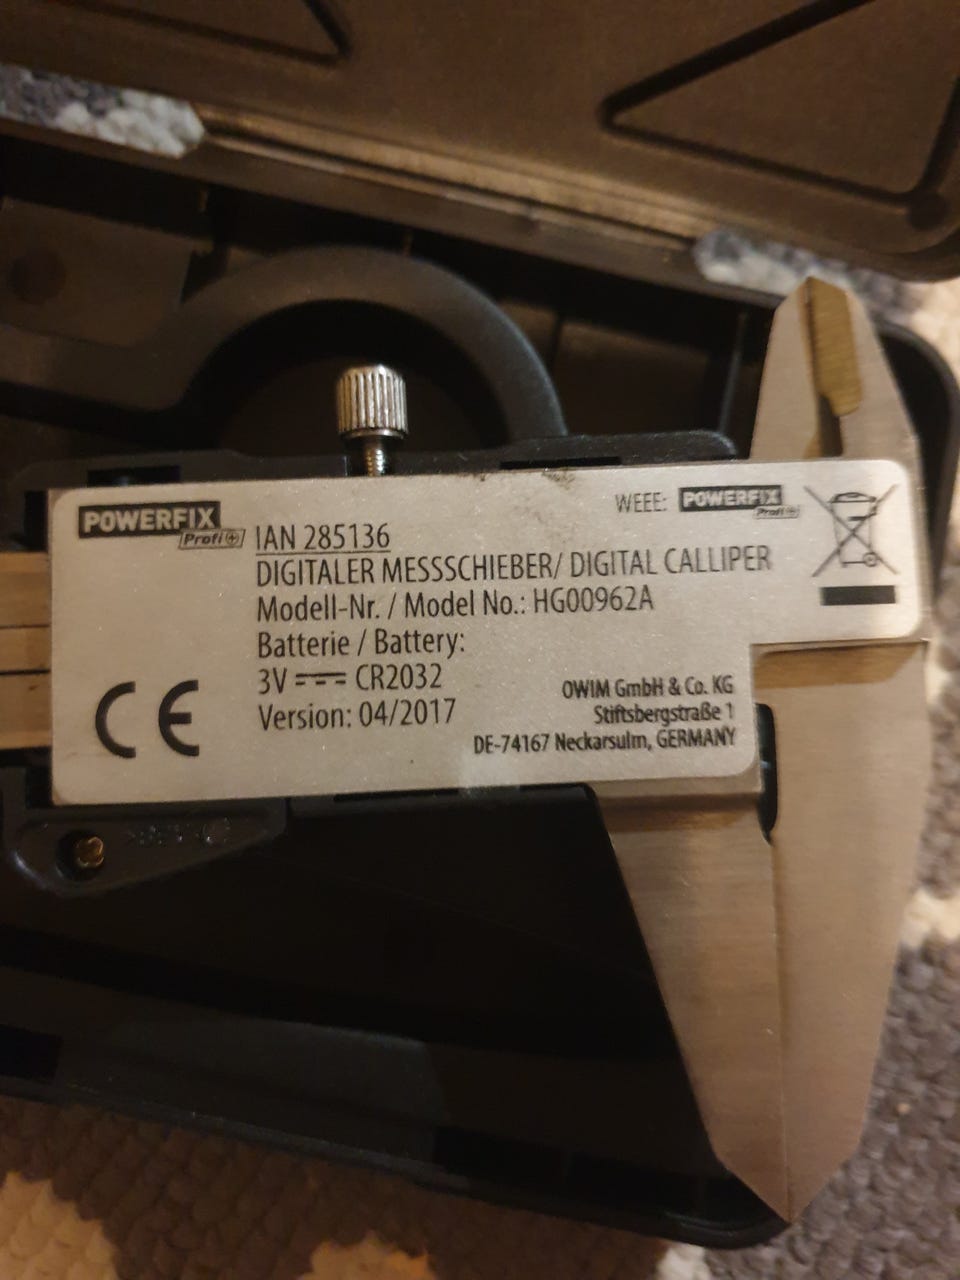 POWERFIX
Profi+
IAN 285136
DIGITALER MESSSCHIEBER/ DIGITAL CALLIPER
Modell-Nr. / Model No.: HG00962A
Batterie / Battery:
3V CR2032
Version: 04/2017
CE
WEEE: POWERFIX
Profi+
OWIM GmbH & Co. KG
Stiftsbergstraße 1
DE-74167 Neckarsulm, GERMANY